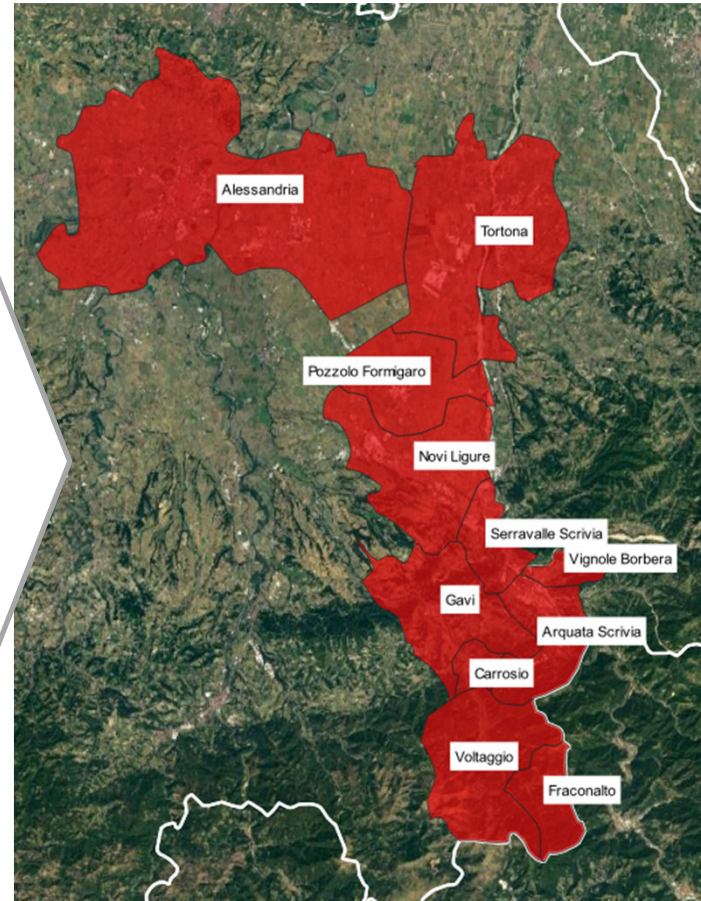 Alessandria
Tortona
Pozzolo Formigaro
Novi Ligure
Serravalle Scrivia
Vignole Borbera
Gavi
Arquata Scrivia
Carrosio
Voltaggio
Fraconalto